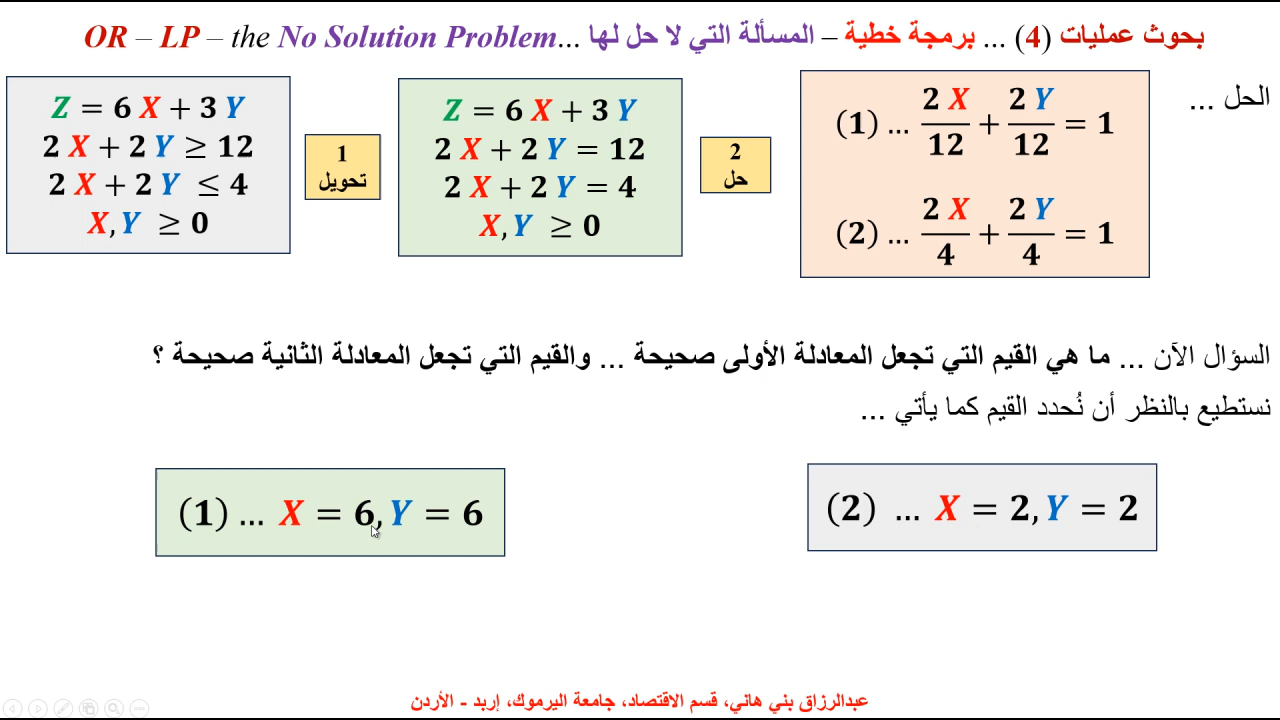 بحوث عمليات (4) ... برمجة خطية – المسألة التي لا حل لها ...OR – LP – the No Solution Problem
الحل ...
Z = 6 X + 3 Y
2 X + 2 Y ≥ 12
2 X + 2 Y ≤ 4
X, Y ≥ 0
1
تحويل
Z = 6 X + 3 Y
2 X + 2 Y = 12
2 X + 2 Y = 4
X, Y ≥ 0
2
حل
(1) ... 2 X/12 + 2 Y/12 = 1
(2) ... 2 X/4 + 2 Y/4 = 1
السؤال الآن ... ما هي القيم التي تجعل المعادلة الأولى صحيحة ... والقيم التي تجعل المعادلة الثانية صحيحة ؟
نستطيع بالنظر أن نُحدد القيم كما يأتي ...
(1) ... X = 6, Y = 6
(2) ... X = 2, Y = 2
عبدالرزاق بني هاني، قسم الاقتصاد، جامعة اليرموك، إربد - الأردن